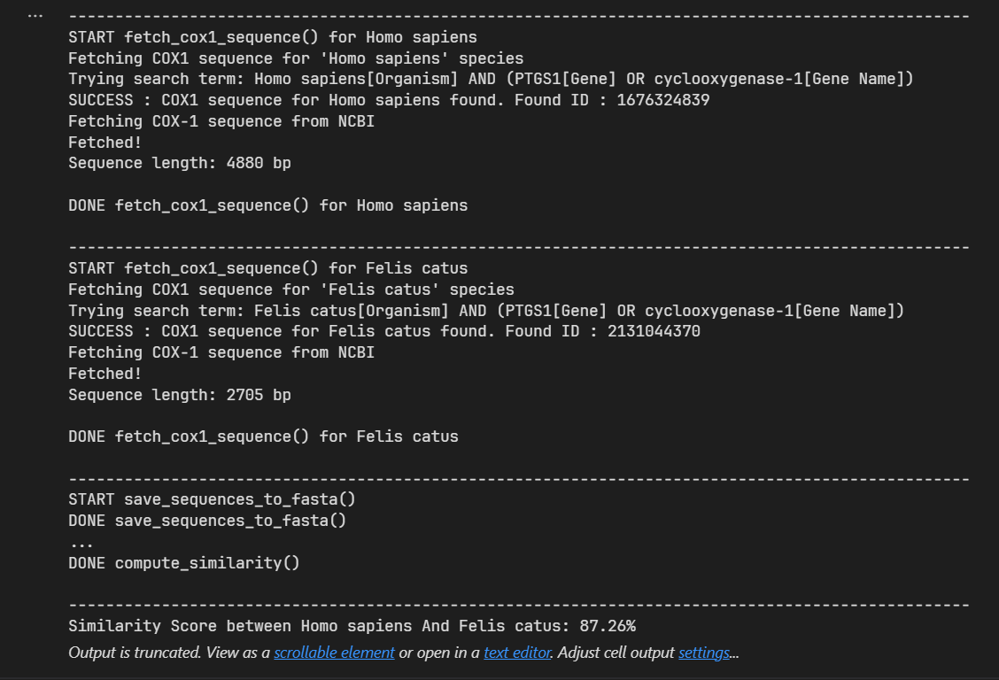 ...
---------------------------------------------------------------------------------------------
START fetch_cox1_sequence() for Homo sapiens
Fetching COX1 sequence for 'Homo sapiens' species
Trying search term: Homo sapiens[Organism] AND (PTGS1[Gene] OR cyclooxygenase-1[Gene Name])
SUCCESS : COX1 sequence for Homo sapiens found. Found ID : 1676324839
Fetching COX-1 sequence from NCBI
Fetched!
Sequence length: 4880 bp
DONE fetch_cox1_sequence() for Homo sapiens
---------------------------------------------------------------------------------------------
START fetch_cox1_sequence() for Felis catus
Fetching COX1 sequence for 'Felis catus' species
Trying search term: Felis catus[Organism] AND (PTGS1[Gene] OR cyclooxygenase-1[Gene Name])
SUCCESS : COX1 sequence for Felis catus found. Found ID : 2131044370
Fetching COX-1 sequence from NCBI
Fetched!
Sequence length: 2705 bp
DONE fetch_cox1_sequence() for Felis catus
---------------------------------------------------------------------------------------------
START save_sequences_to_fasta()
DONE save_sequences_to_fasta()
...
DONE compute_similarity()
---------------------------------------------------------------------------------------------
Similarity Score between Homo sapiens And Felis catus: 87.26%
Output is truncated. View as a scrollable element or open in a text editor. Adjust cell output settings...